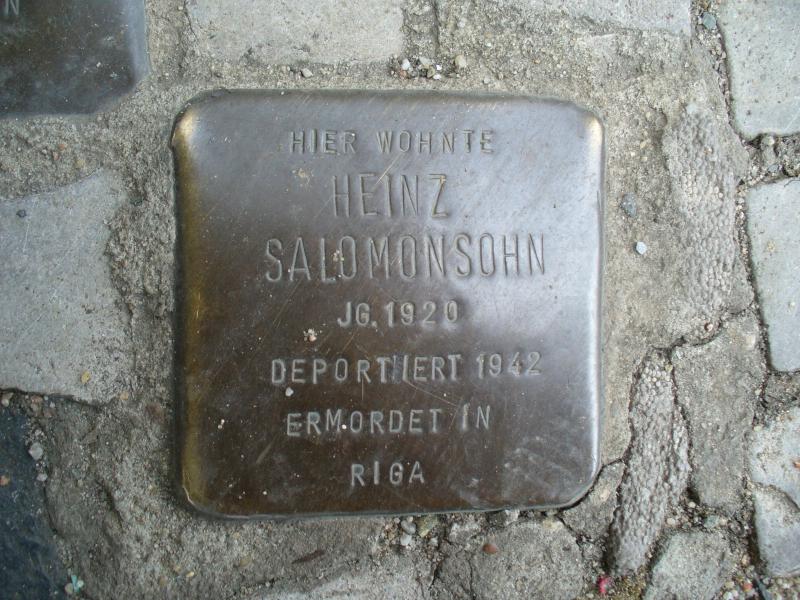 HIER WOHNTE
HEINZ
SALOMONSOHN
JG. 1920
DEPORTIERT 1942
ERMORDET IN
RIGA